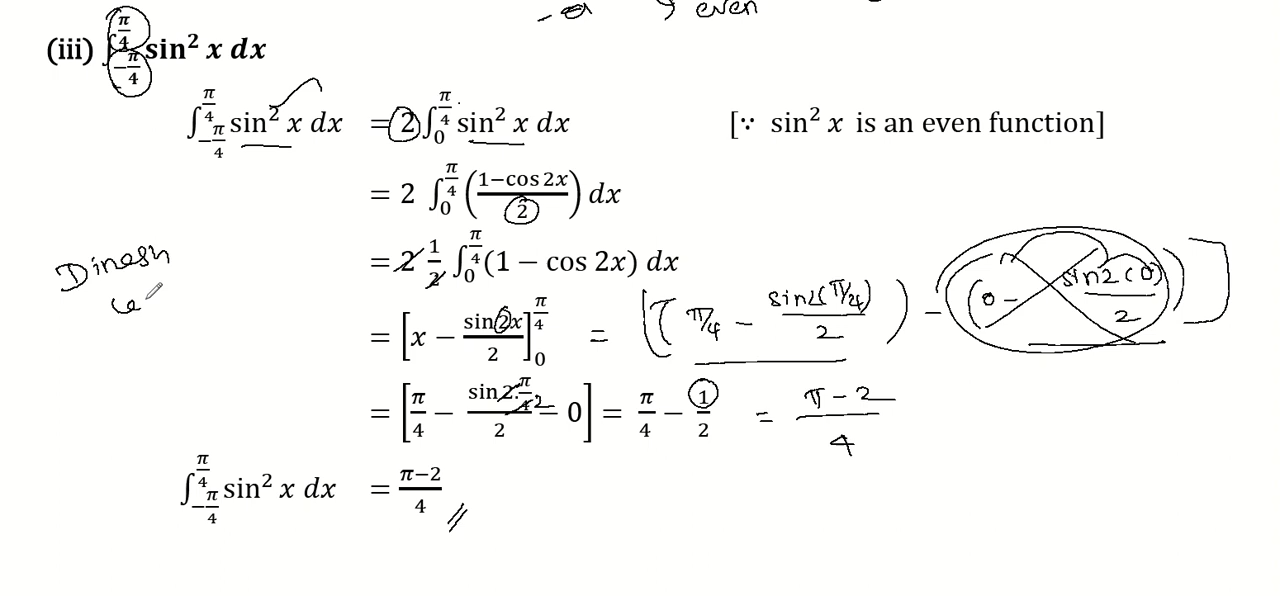 - a → even
(iii) ∫_{-π/4}^{π/4} sin² x dx
∫_{-π/4}^{π/4} sin² x dx = 2 ∫_0^{π/4} sin² x dx [∵ sin² x is an even function]
= 2 ∫_0^{π/4} ((1−cos 2x)/2) dx
= 2 1/2 ∫_0^{π/4} (1 − cos 2x) dx
Dinesh
= [x − sin 2x/2]_0^{π/4} = [(π/4 − sin2(π/4)/2) − (0 − sin2(0)/2)]
= [π/4 − sin 2.π/4 2/2 − 0] = π/4 − 1/2 = π−2/4
∫_{-π/4}^{π/4} sin² x dx = π−2/4 //